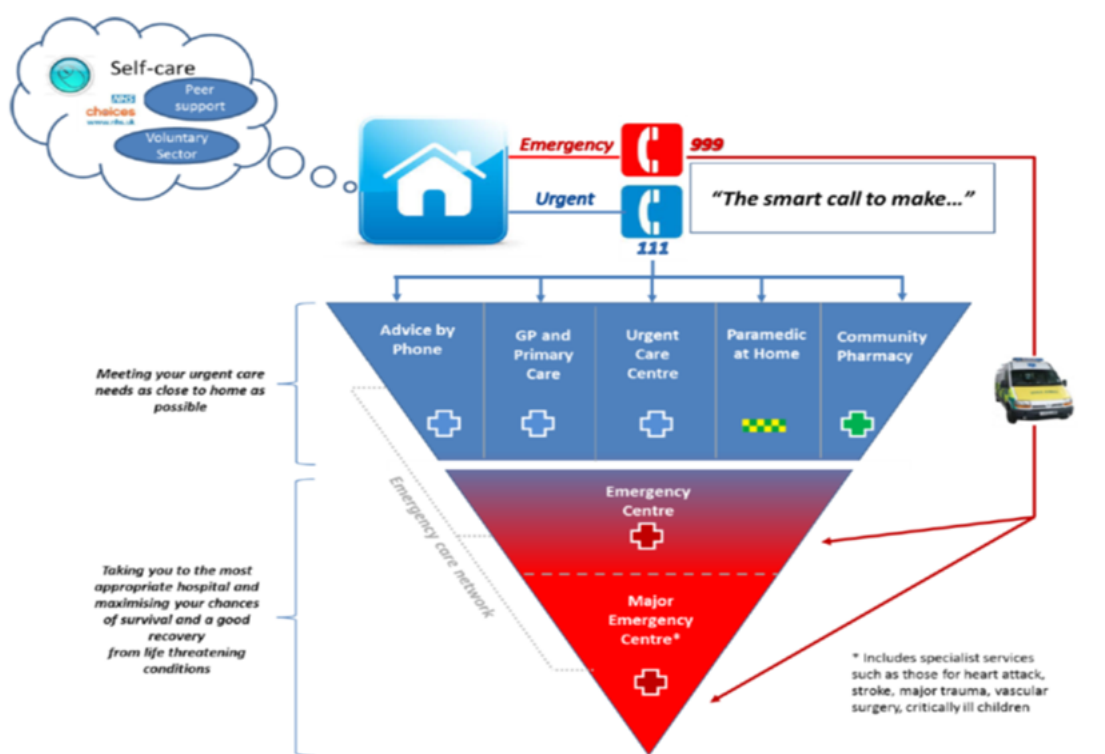 Self-care
Peer
support
NHS
choices
www.nhs.uk
Voluntary
Sector
Emergency
999
Urgent
111
“The smart call to make...”
Advice by
Phone
GP and
Primary
Care
Urgent
Care
Centre
Paramedic
at Home
Community
Pharmacy
Meeting your urgent care
needs as close to home as
possible
Emergency care network
Emergency
Centre
Major
Emergency
Centre*
Taking you to the most
appropriate hospital and
maximising your chances
of survival and a good
recovery
from life threatening
conditions
* Includes specialist services
such as those for heart attack,
stroke, major trauma, vascular
surgery, critically ill children